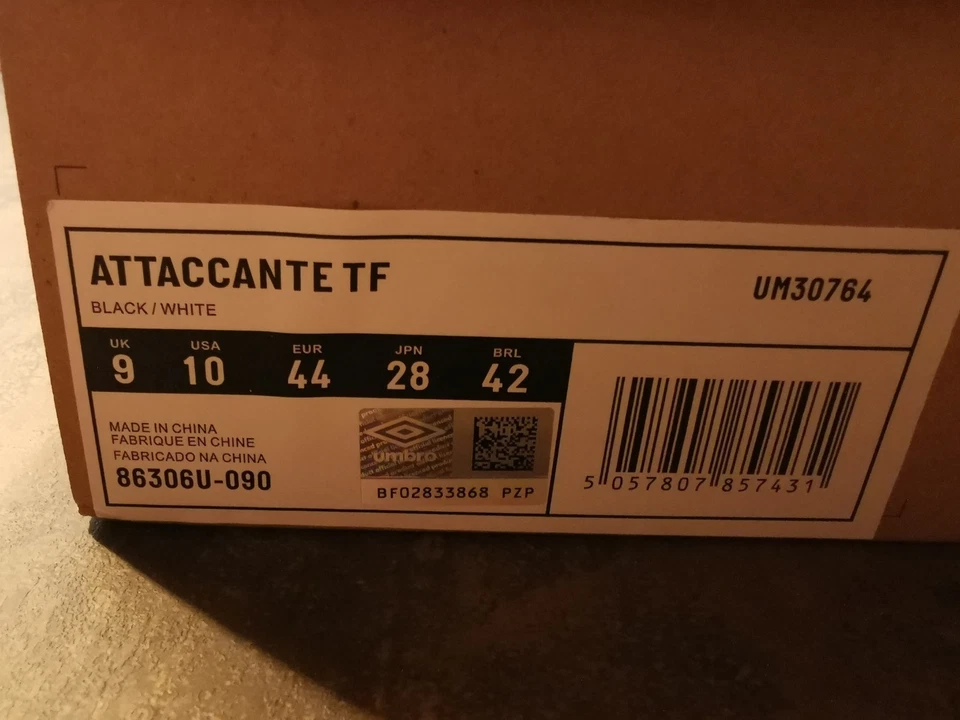 ATTACCANTE TF
UM30764
BLACK / WHITE
UK USA EUR JPN BRL
9 10 44 28 42
MADE IN CHINA
FABRIQUE EN CHINE
FABRICADO NA CHINA
86306U-090
umbro
BF02833868 PZP
5 057807 857431